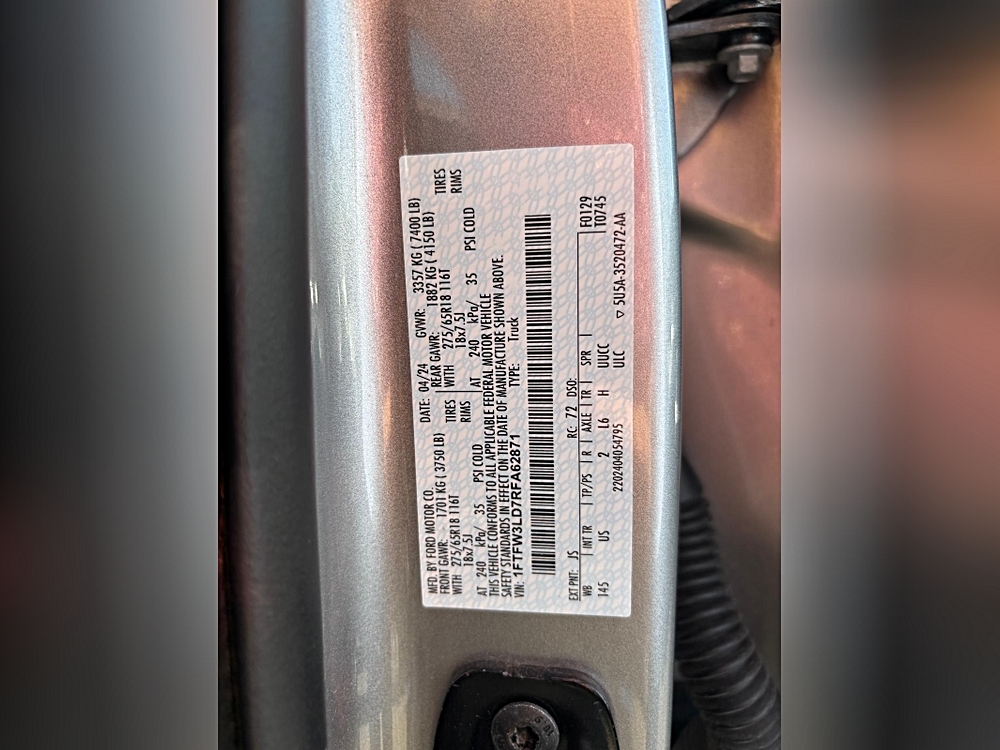 MFD. BY FORD MOTOR CO. DATE: 04/24 GVWR: 3357 KG ( 7400 LB)
FRONT GAWR: 1701 KG ( 3750 LB) REAR GAWR: 1882 KG ( 4150 LB)
WITH 275/65R18 116T TIRES WITH 275/65R18 116T TIRES
18x7.5J RIMS 18x7.5J RIMS
AT 240 kPa/ 35 PSI COLD AT 240 kPa/ 35 PSI COLD
THIS VEHICLE CONFORMS TO ALL APPLICABLE FEDERAL MOTOR VEHICLE
SAFETY STANDARDS IN EFFECT ON THE DATE OF MANUFACTURE SHOWN ABOVE.
VIN: 1FTFW3LD7RFA62871 TYPE: Truck
EXT PNT: JS RC: 72 DSO: F0129
WB INT TR TP/PS R AXLE TR SPR T0745
145 US 2 L6 H UUCC
2202404054795 ULC ▽ 5U5A-3520472-AA